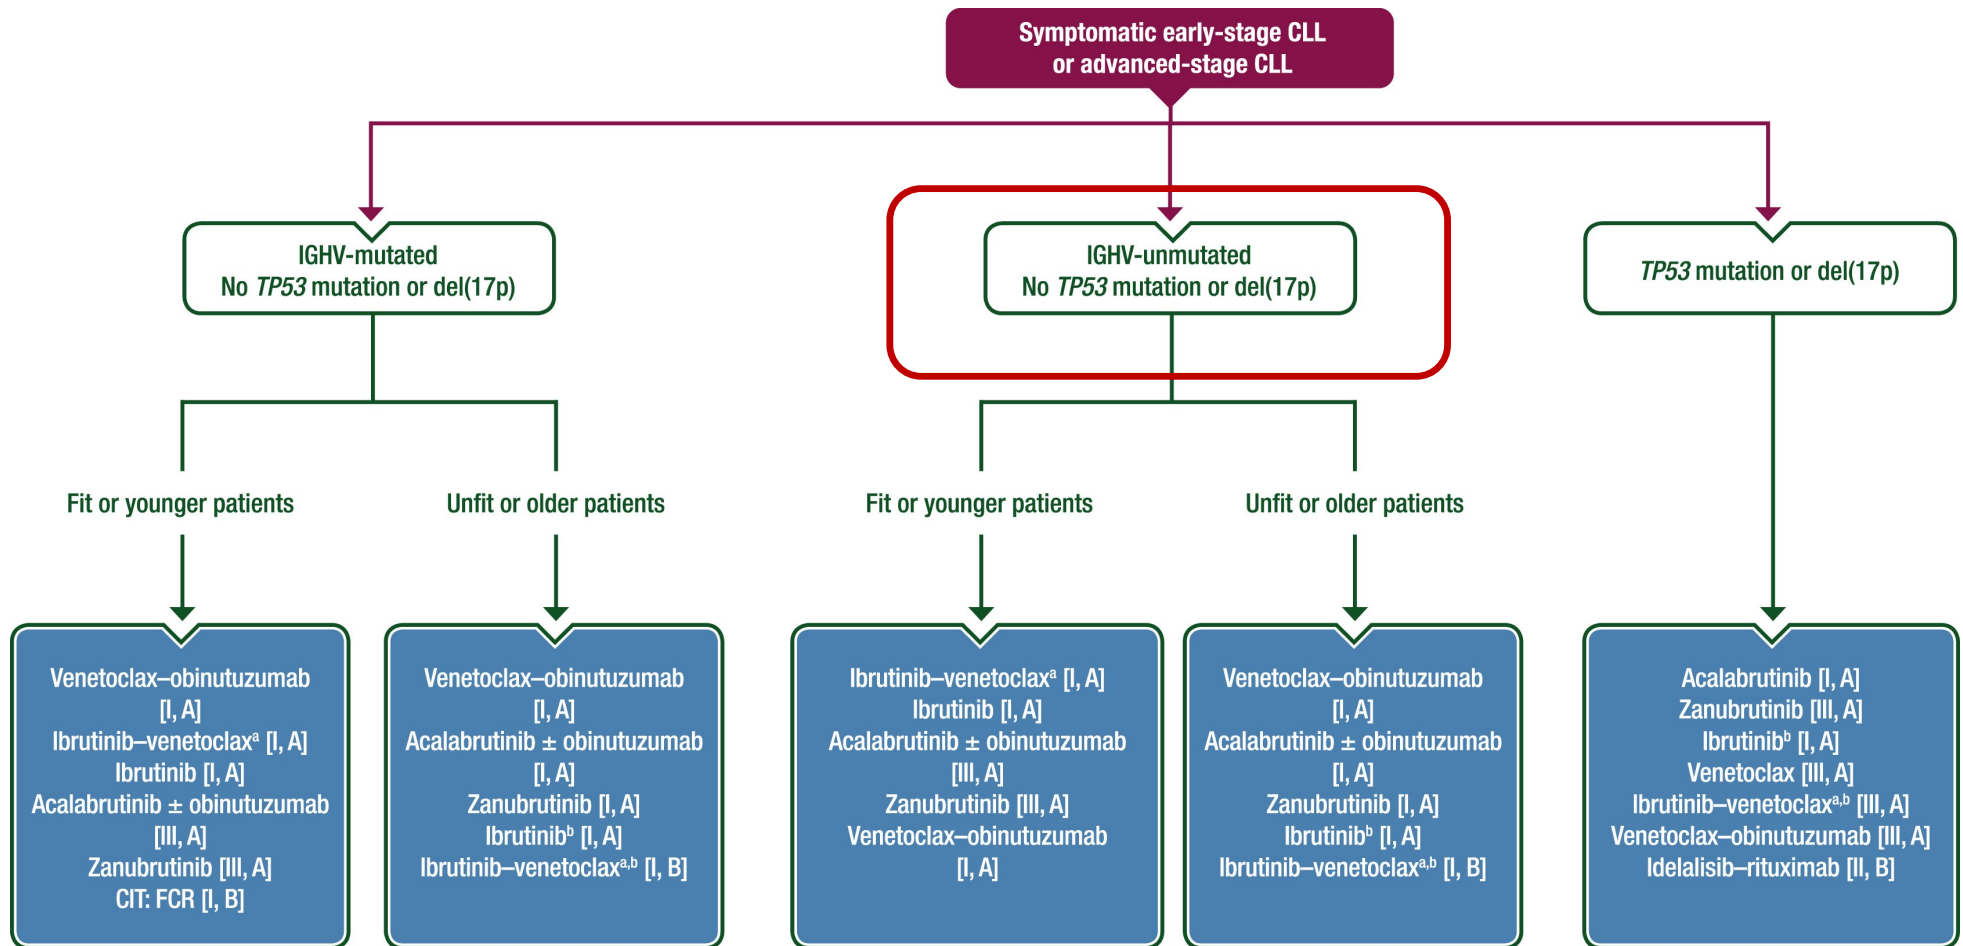 Symptomatic early-stage CLL
or advanced-stage CLL
IGHV-mutated
No TP53 mutation or del(17p)
IGHV-unmutated
No TP53 mutation or del(17p)
TP53 mutation or del(17p)
Fit or younger patients
Unfit or older patients
Fit or younger patients
Unfit or older patients
Venetoclax–obinutuzumab
[I, A]
Ibrutinib–venetoclaxᵃ [I, A]
Ibrutinib [I, A]
Acalabrutinib ± obinutuzumab
[III, A]
Zanubrutinib [III, A]
CIT: FCR [I, B]
Venetoclax–obinutuzumab
[I, A]
Acalabrutinib ± obinutuzumab
[I, A]
Zanubrutinib [I, A]
Ibrutinibᵇ [I, A]
Ibrutinib–venetoclaxᵃ,ᵇ [I, B]
Ibrutinib–venetoclaxᵃ [I, A]
Ibrutinib [I, A]
Acalabrutinib ± obinutuzumab
[III, A]
Zanubrutinib [III, A]
Venetoclax–obinutuzumab
[I, A]
Venetoclax–obinutuzumab
[I, A]
Acalabrutinib ± obinutuzumab
[I, A]
Zanubrutinib [I, A]
Ibrutinibᵇ [I, A]
Ibrutinib–venetoclaxᵃ,ᵇ [I, B]
Acalabrutinib [I, A]
Zanubrutinib [III, A]
Ibrutinibᵇ [I, A]
Venetoclax [III, A]
Ibrutinib–venetoclaxᵃ,ᵇ [III, A]
Venetoclax–obinutuzumab [III, A]
Idelalisib–rituximab [II, B]